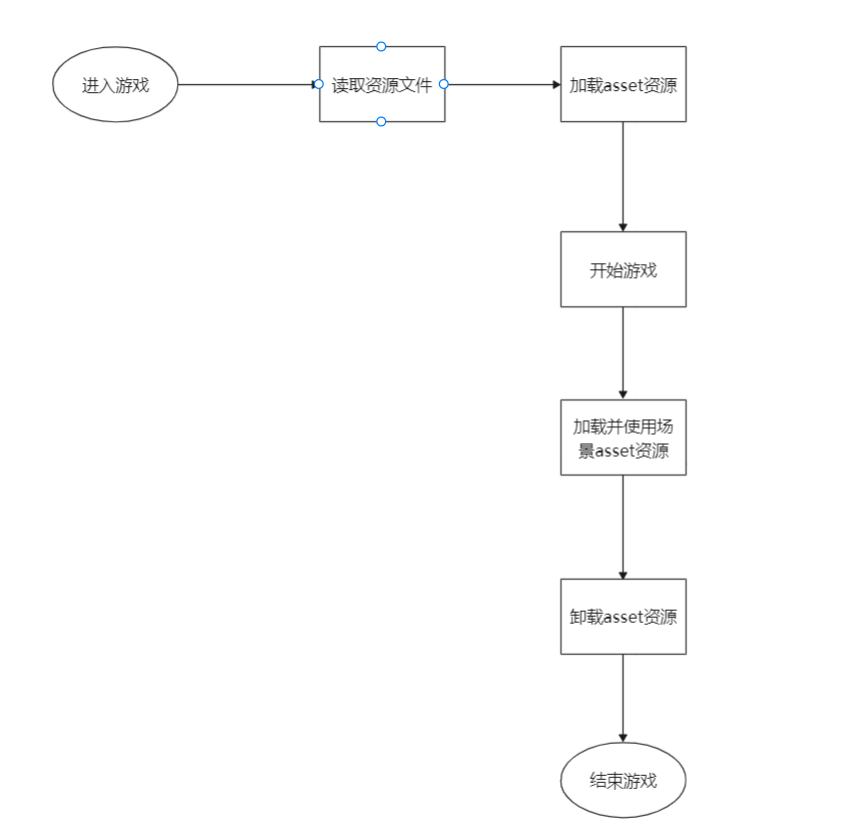 进入游戏
读取资源文件
加载asset资源
开始游戏
加载并使用场
景asset资源
卸载asset资源
结束游戏